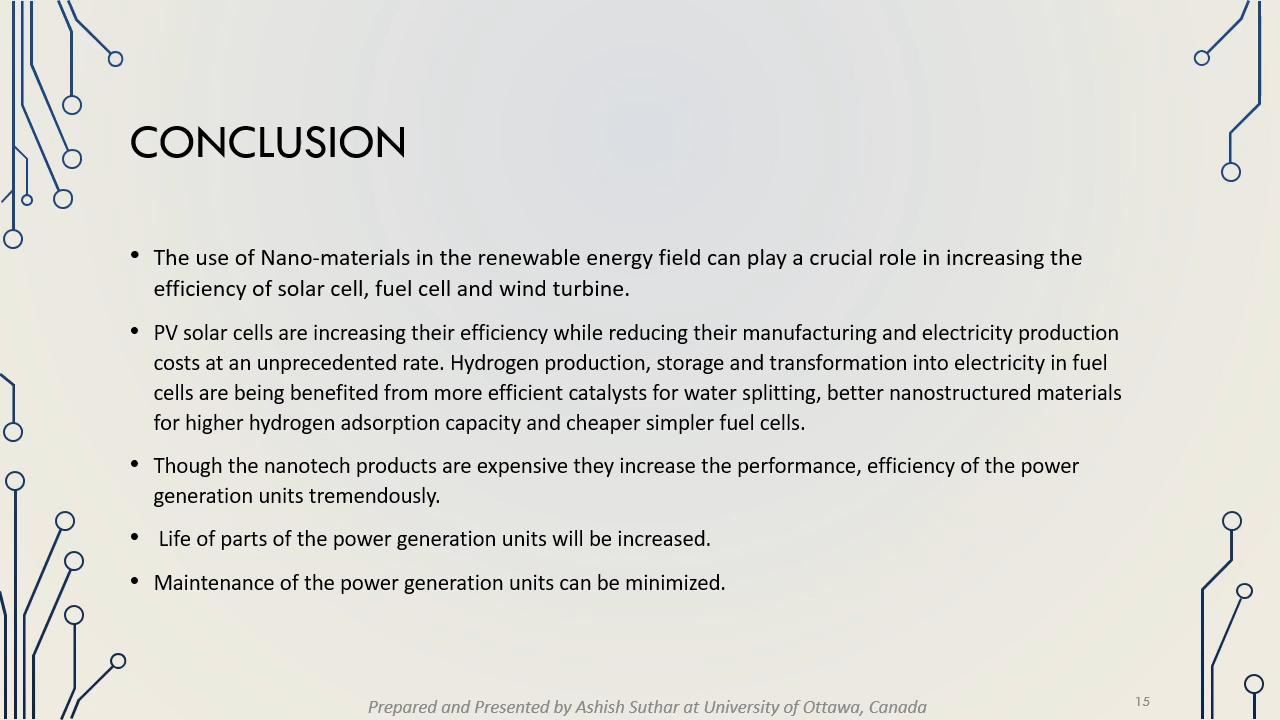 CONCLUSION
• The use of Nano-materials in the renewable energy field can play a crucial role in increasing the
efficiency of solar cell, fuel cell and wind turbine.
• PV solar cells are increasing their efficiency while reducing their manufacturing and electricity production
costs at an unprecedented rate. Hydrogen production, storage and transformation into electricity in fuel
cells are being benefited from more efficient catalysts for water splitting, better nanostructured materials
for higher hydrogen adsorption capacity and cheaper simpler fuel cells.
• Though the nanotech products are expensive they increase the performance, efficiency of the power
generation units tremendously.
• Life of parts of the power generation units will be increased.
• Maintenance of the power generation units can be minimized.
Prepared and Presented by Ashish Suthar at University of Ottawa, Canada
15